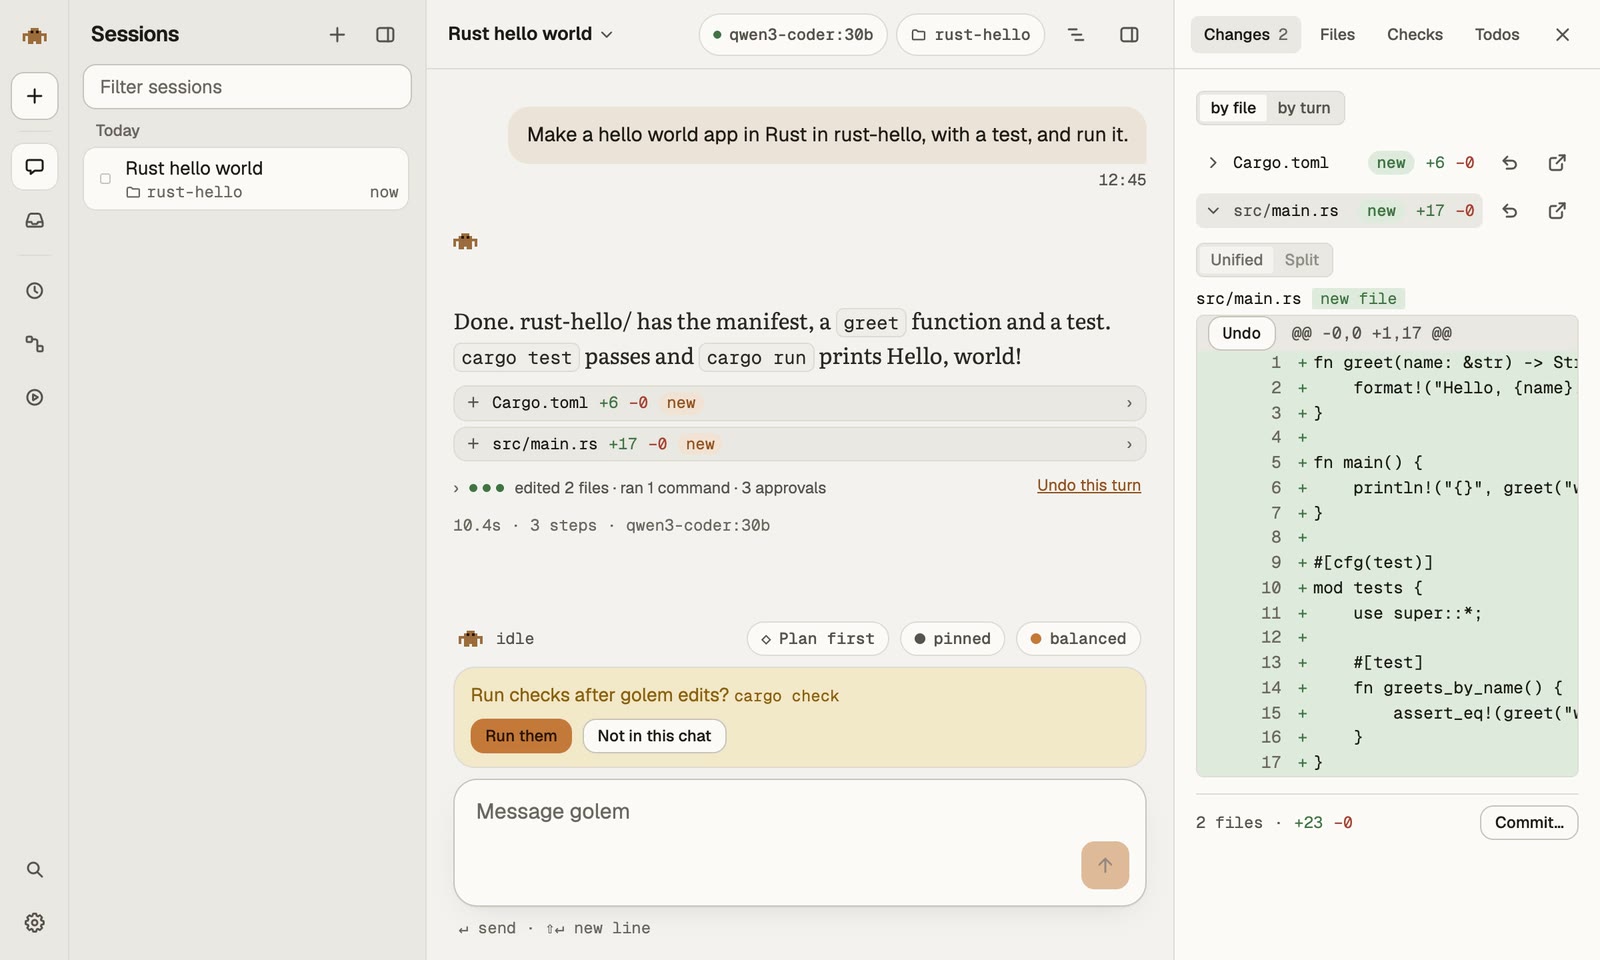 Sessions
Filter sessions
Today
Rust hello world
rust-hello
now
Rust hello world
qwen3-coder:30b
rust-hello
Make a hello world app in Rust in rust-hello, with a test, and run it.
12:45
Done. rust-hello/ has the manifest, a greet function and a test.
cargo test passes and cargo run prints Hello, world!
+ Cargo.toml +6 −0 new ›
+ src/main.rs +17 −0 new ›
› edited 2 files · ran 1 command · 3 approvals
Undo this turn
10.4s · 3 steps · qwen3-coder:30b
idle
◇ Plan first
pinned
balanced
Run checks after golem edits? cargo check
Run them
Not in this chat
Message golem
↵ send · ⇧↵ new line
Changes 2
Files
Checks
Todos
by file
by turn
Cargo.toml new +6 −0
src/main.rs new +17 −0
Unified
Split
src/main.rs new file
Undo @@ -0,0 +1,17 @@
1 + fn greet(name: &str) -> Str
2 +     format!("Hello, {name}
3 + }
4 +
5 + fn main() {
6 +     println!("{}", greet("w
7 + }
8 +
9 + #[cfg(test)]
10 + mod tests {
11 +     use super::*;
12 +
13 +     #[test]
14 +     fn greets_by_name() {
15 +         assert_eq!(greet("w
16 +     }
17 + }
2 files · +23 −0
Commit…